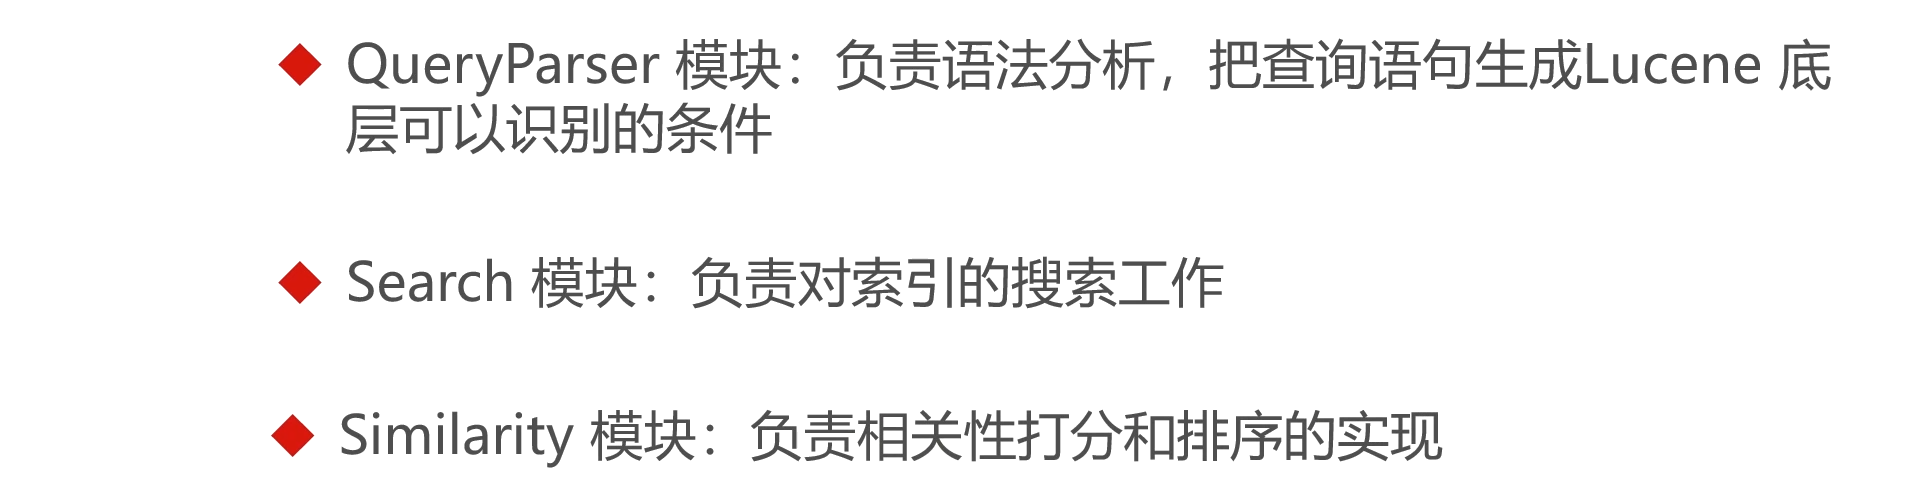 QueryParser 模块：负责语法分析，把查询语句生成Lucene 底
层可以识别的条件
Search 模块：负责对索引的搜索工作
Similarity 模块：负责相关性打分和排序的实现